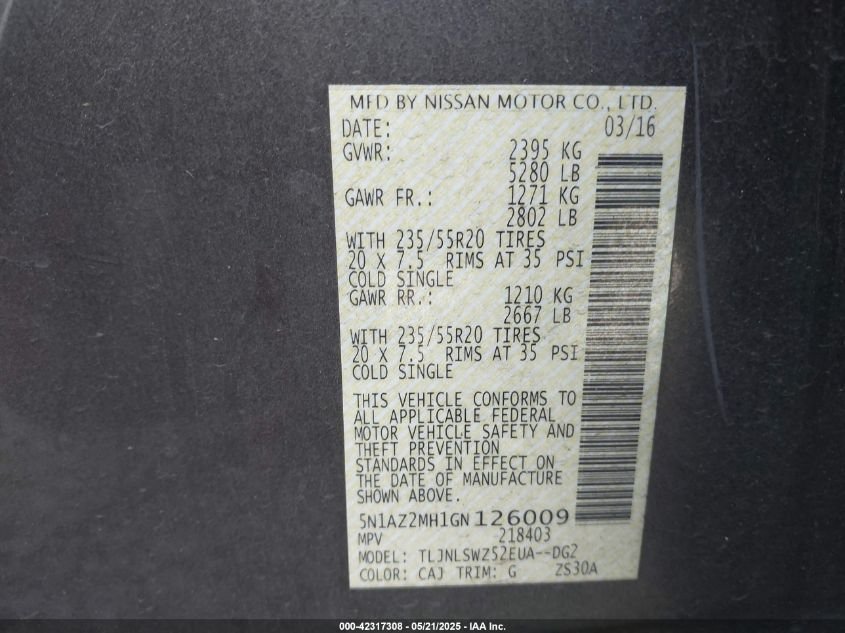 MFD BY NISSAN MOTOR CO., LTD.
DATE: 03/16
GVWR: 2395 KG
5280 LB
GAWR FR.: 1271 KG
2802 LB
WITH 235/55R20 TIRES
20 X 7.5 RIMS AT 35 PSI
COLD SINGLE
GAWR RR.: 1210 KG
2667 LB
WITH 235/55R20 TIRES
20 X 7.5 RIMS AT 35 PSI
COLD SINGLE
THIS VEHICLE CONFORMS TO
ALL APPLICABLE FEDERAL
MOTOR VEHICLE SAFETY AND
THEFT PREVENTION
STANDARDS IN EFFECT ON
THE DATE OF MANUFACTURE
SHOWN ABOVE.
5N1AZ2MH1GN126009
MPV 218403
MODEL: TLJNLSWZ52EUA--DG2
COLOR: CAJ TRIM: G ZS30A
000-42317308 - 05/21/2025 - IAA Inc.